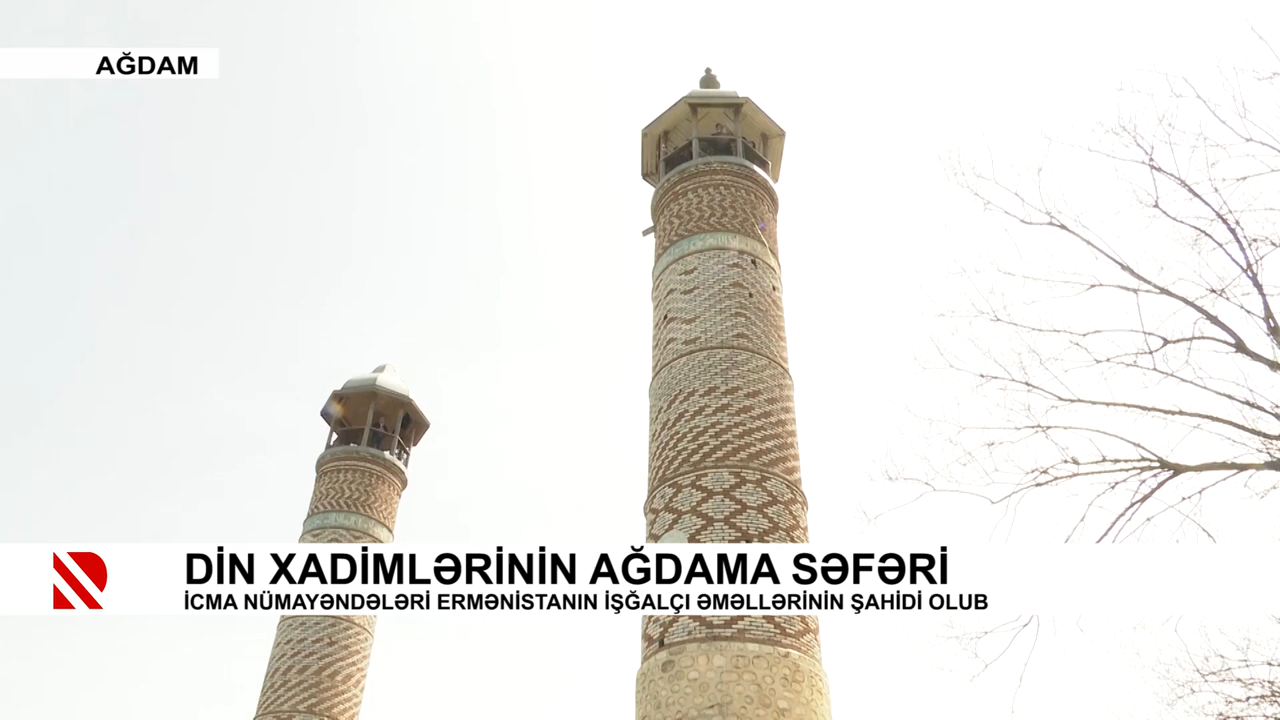 AĞDAM
DİN XADİMLƏRİNİN AĞDAMA SƏFƏRİ
İCMA NÜMAYƏNDƏLƏRİ ERMƏNİSTANIN İŞĞALÇI ƏMƏLLƏRİNİN ŞAHİDİ OLUB